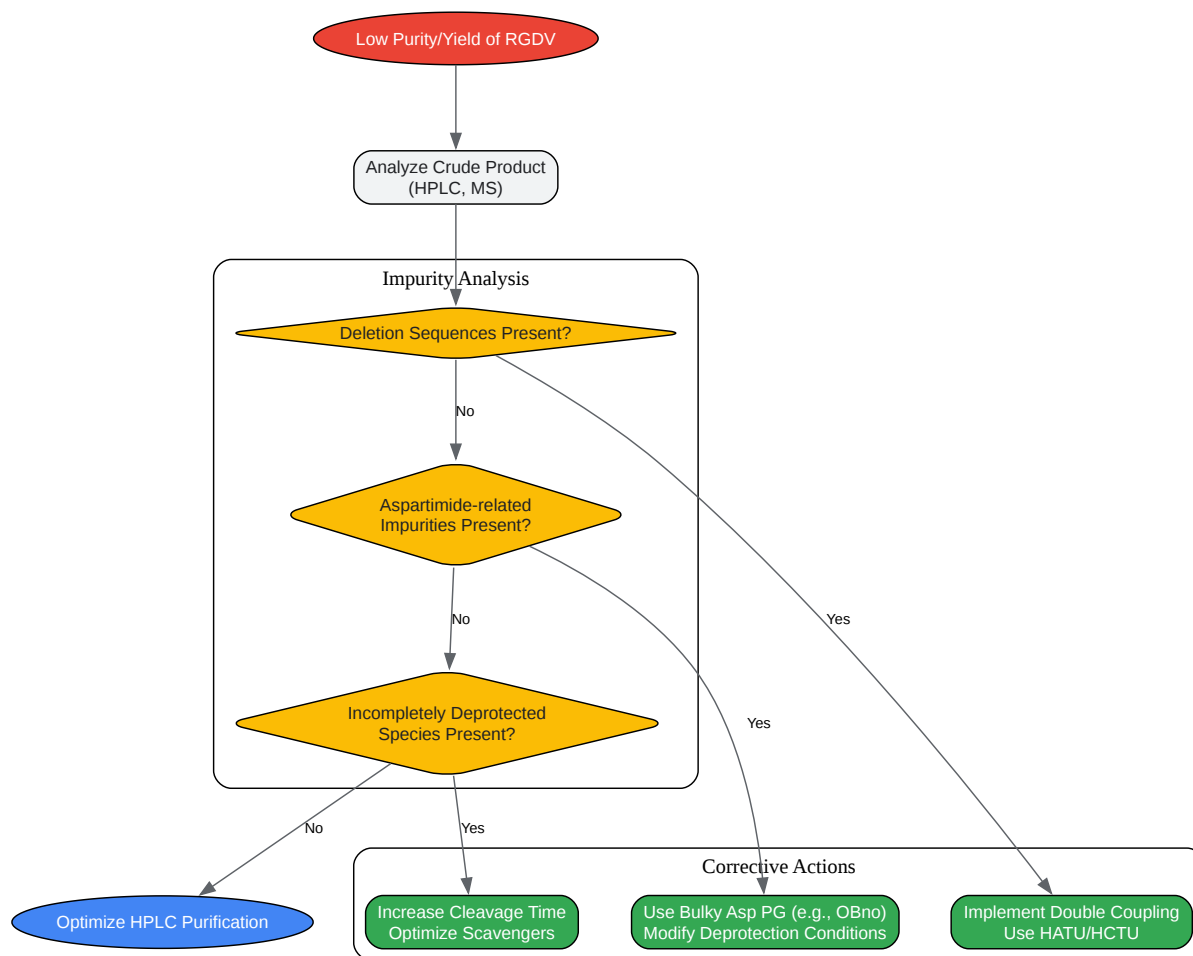 Low Purity/Yield of RGDV
Analyze Crude Product
(HPLC, MS)
Impurity Analysis
Deletion Sequences Present?
No
Aspartimide-related
Impurities Present?
No
Yes
Incompletely Deprotected
Species Present?
Yes
No
Yes
Corrective Actions
Optimize HPLC Purification
Increase Cleavage Time
Optimize Scavengers
Use Bulky Asp PG (e.g., OBno)
Modify Deprotection Conditions
Implement Double Coupling
Use HATU/HCTU